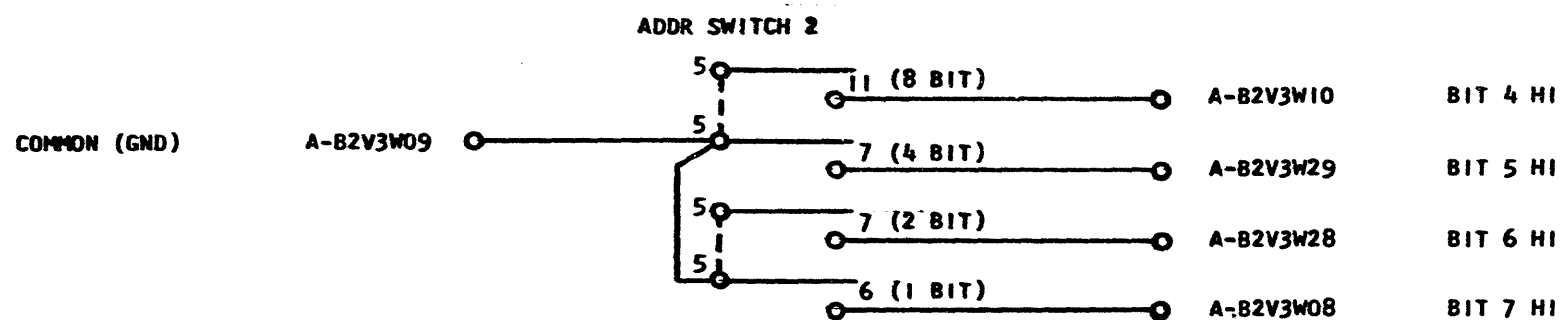 ADDR SWITCH 2
5
11 (8 BIT) A-B2V3W10 BIT 4 HI
COMMON (GND) A-B2V3W09 5
7 (4 BIT) A-B2V3W29 BIT 5 HI
5
7 (2 BIT) A-B2V3W28 BIT 6 HI
5
6 (1 BIT) A-B2V3W08 BIT 7 HI